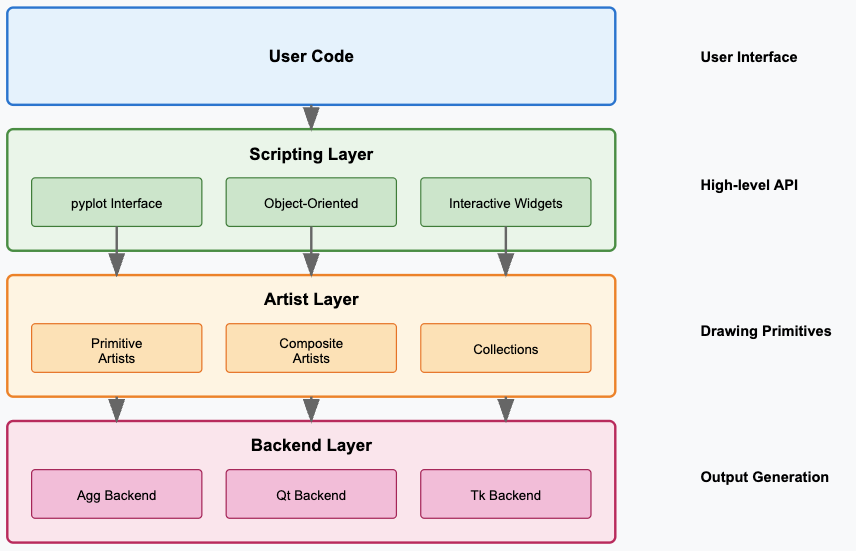 User Code
User Interface
Scripting Layer
High-level API
pyplot Interface
Object-Oriented
Interactive Widgets
Artist Layer
Drawing Primitives
Primitive
Artists
Composite
Artists
Collections
Backend Layer
Output Generation
Agg Backend
Qt Backend
Tk Backend